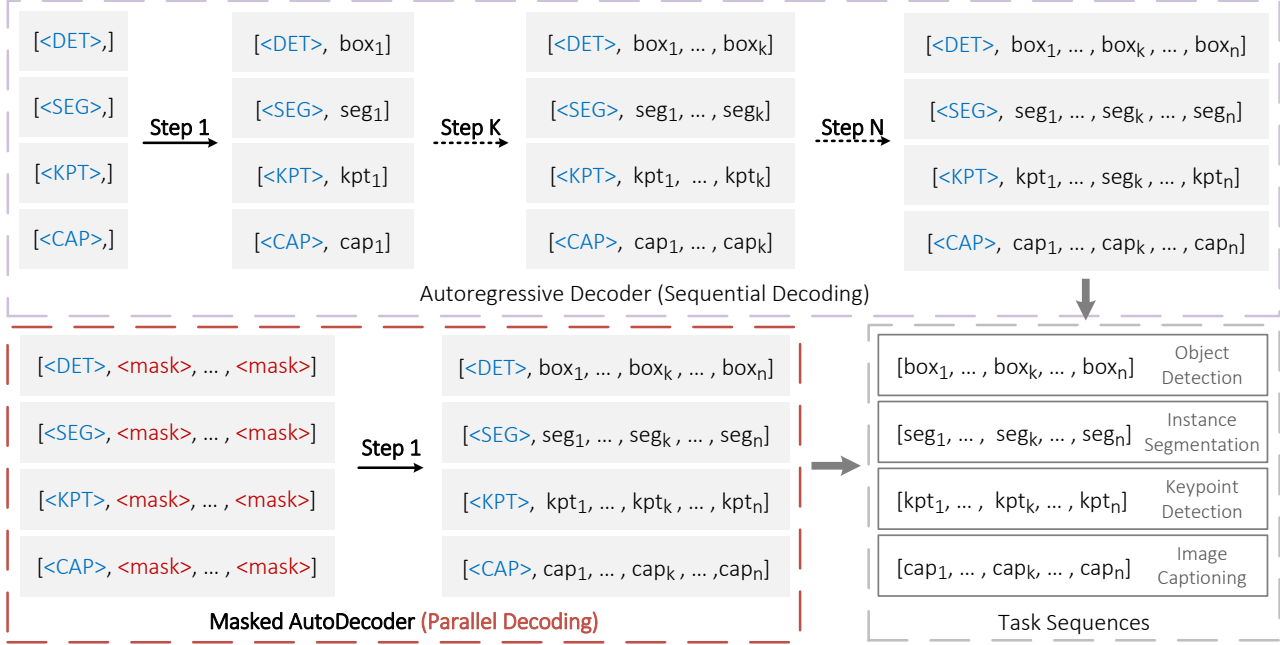 [<DET>,]
[<SEG>,]
[<KPT>,]
[<CAP>,]
Step 1
[<DET>, box1]
[<SEG>, seg1]
[<KPT>, kpt1]
[<CAP>, cap1]
Step K
[<DET>, box1, ... , boxk]
[<SEG>, seg1, ... , segk]
[<KPT>, kpt1, ... , kptk]
[<CAP>, cap1, ... , capk]
Step N
[<DET>, box1, ... , boxk , ... , boxn]
[<SEG>, seg1, ... , segk , ... , segn]
[<KPT>, kpt1, ... , segk , ... , kptn]
[<CAP>, cap1, ... , capk , ... , capn]
Autoregressive Decoder (Sequential Decoding)
[<DET>, <mask>, ... , <mask>]
[<SEG>, <mask>, ... , <mask>]
[<KPT>, <mask>, ... , <mask>]
[<CAP>, <mask>, ... , <mask>]
Step 1
[<DET>, box1, ... , boxk , ... , boxn]
[<SEG>, seg1, ... , segk , ... , segn]
[<KPT>, kpt1, ... , kptk , ... , kptn]
[<CAP>, cap1, ... , capk , ... ,capn]
Masked AutoDecoder (Parallel Decoding)
[box1, ... , boxk, ... , boxn]
Object
Detection
[seg1, ... , segk, ... , segn]
Instance
Segmentation
[kpt1, ... , kptk, ... , kptn]
Keypoint
Detection
[cap1, ... , capk, ... , capn]
Image
Captioning
Task Sequences